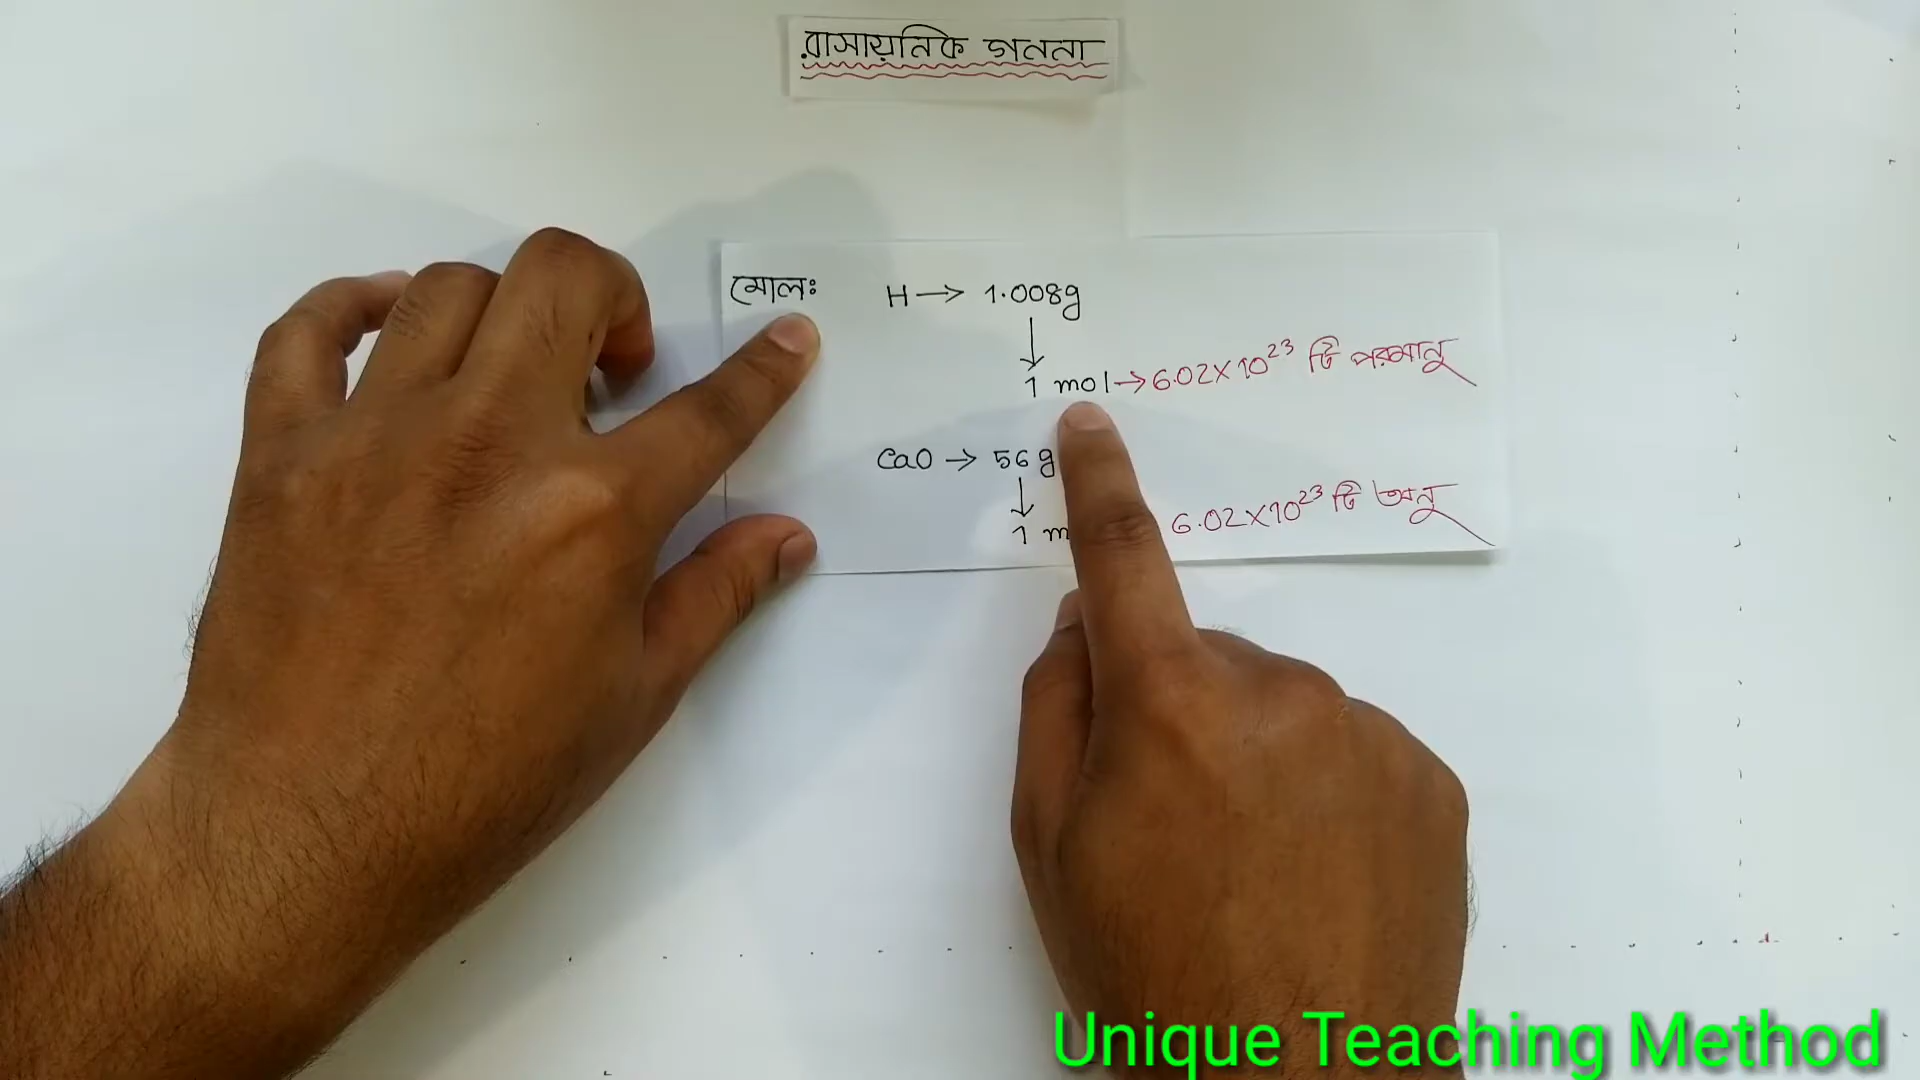 রাসায়নিক গননা
মোলঃ H → 1.008g
↓
1 mol → 6.02×10²³ টি পরমানু
CaO → 56 g
↓
1 m 6.02×10²³ টি অনু
Unique Teaching Method